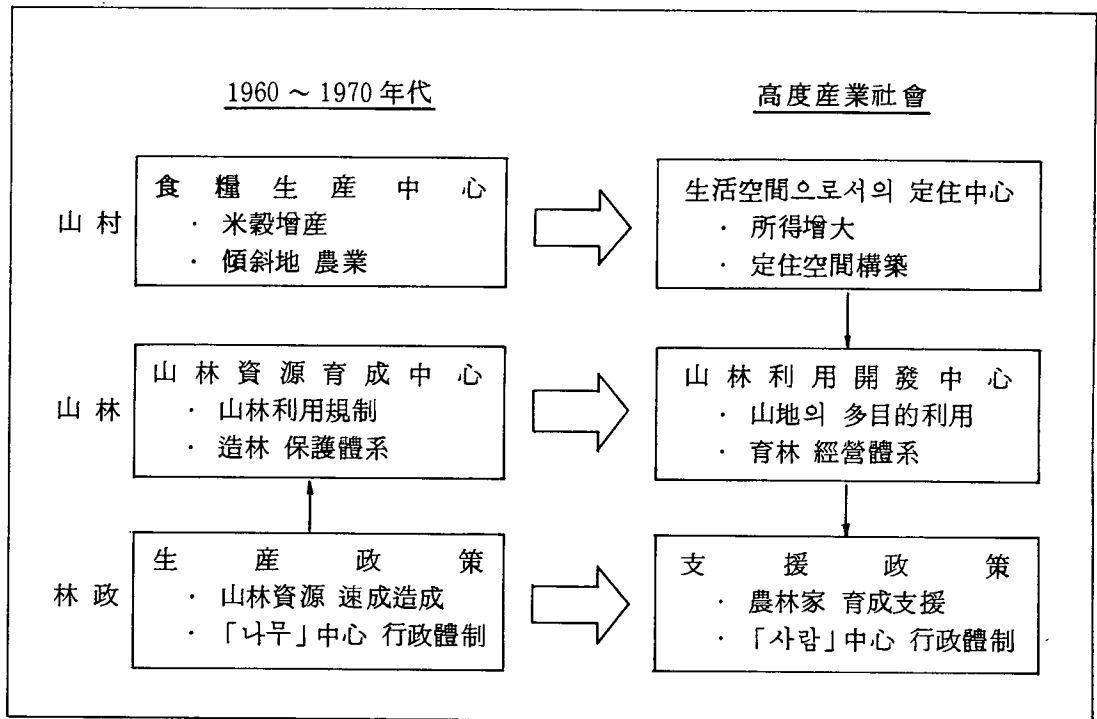 1960 ~ 1970 年代
高度産業社會
山村
食糧生産中心
· 米穀增産
· 傾斜地 農業
生活空間으로서의 定住中心
· 所得增大
· 定住空間構築
山林
山林資源育成中心
· 山林利用規制
· 造林 保護體系
山林利用開發中心
· 山地의 多目的利用
· 育林 經營體系
林政
生産政策
· 山林資源 速成造成
· 「나무」中心 行政體制
支援政策
· 農林家 育成支援
· 「사람」中心 行政體制